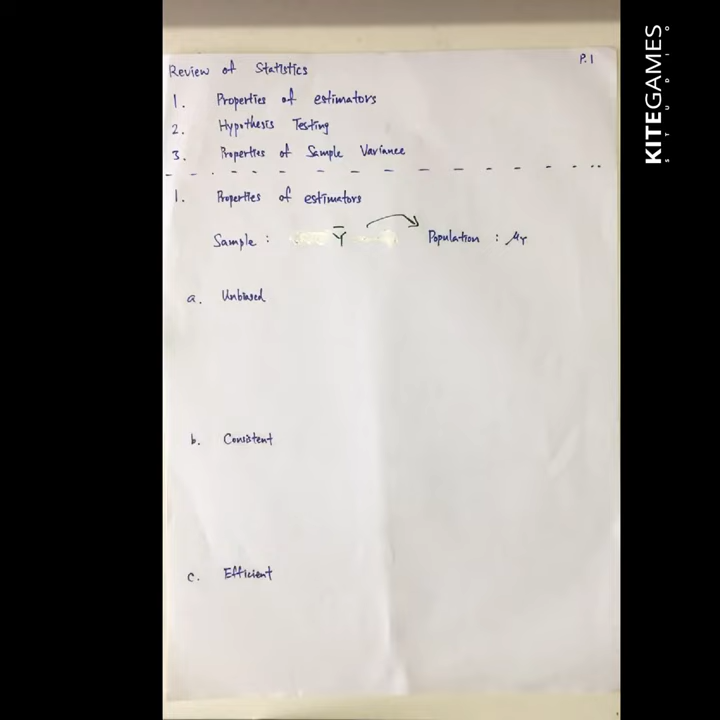 P.1
Review of Statistics
1. Properties of estimators
2. Hypothesis Testing
3. Properties of Sample Variance
1. Properties of estimators
Sample : Ȳ Population : μY
a. Unbiased
b. Consistent
c. Efficient
KITEGAMES
STUDIO